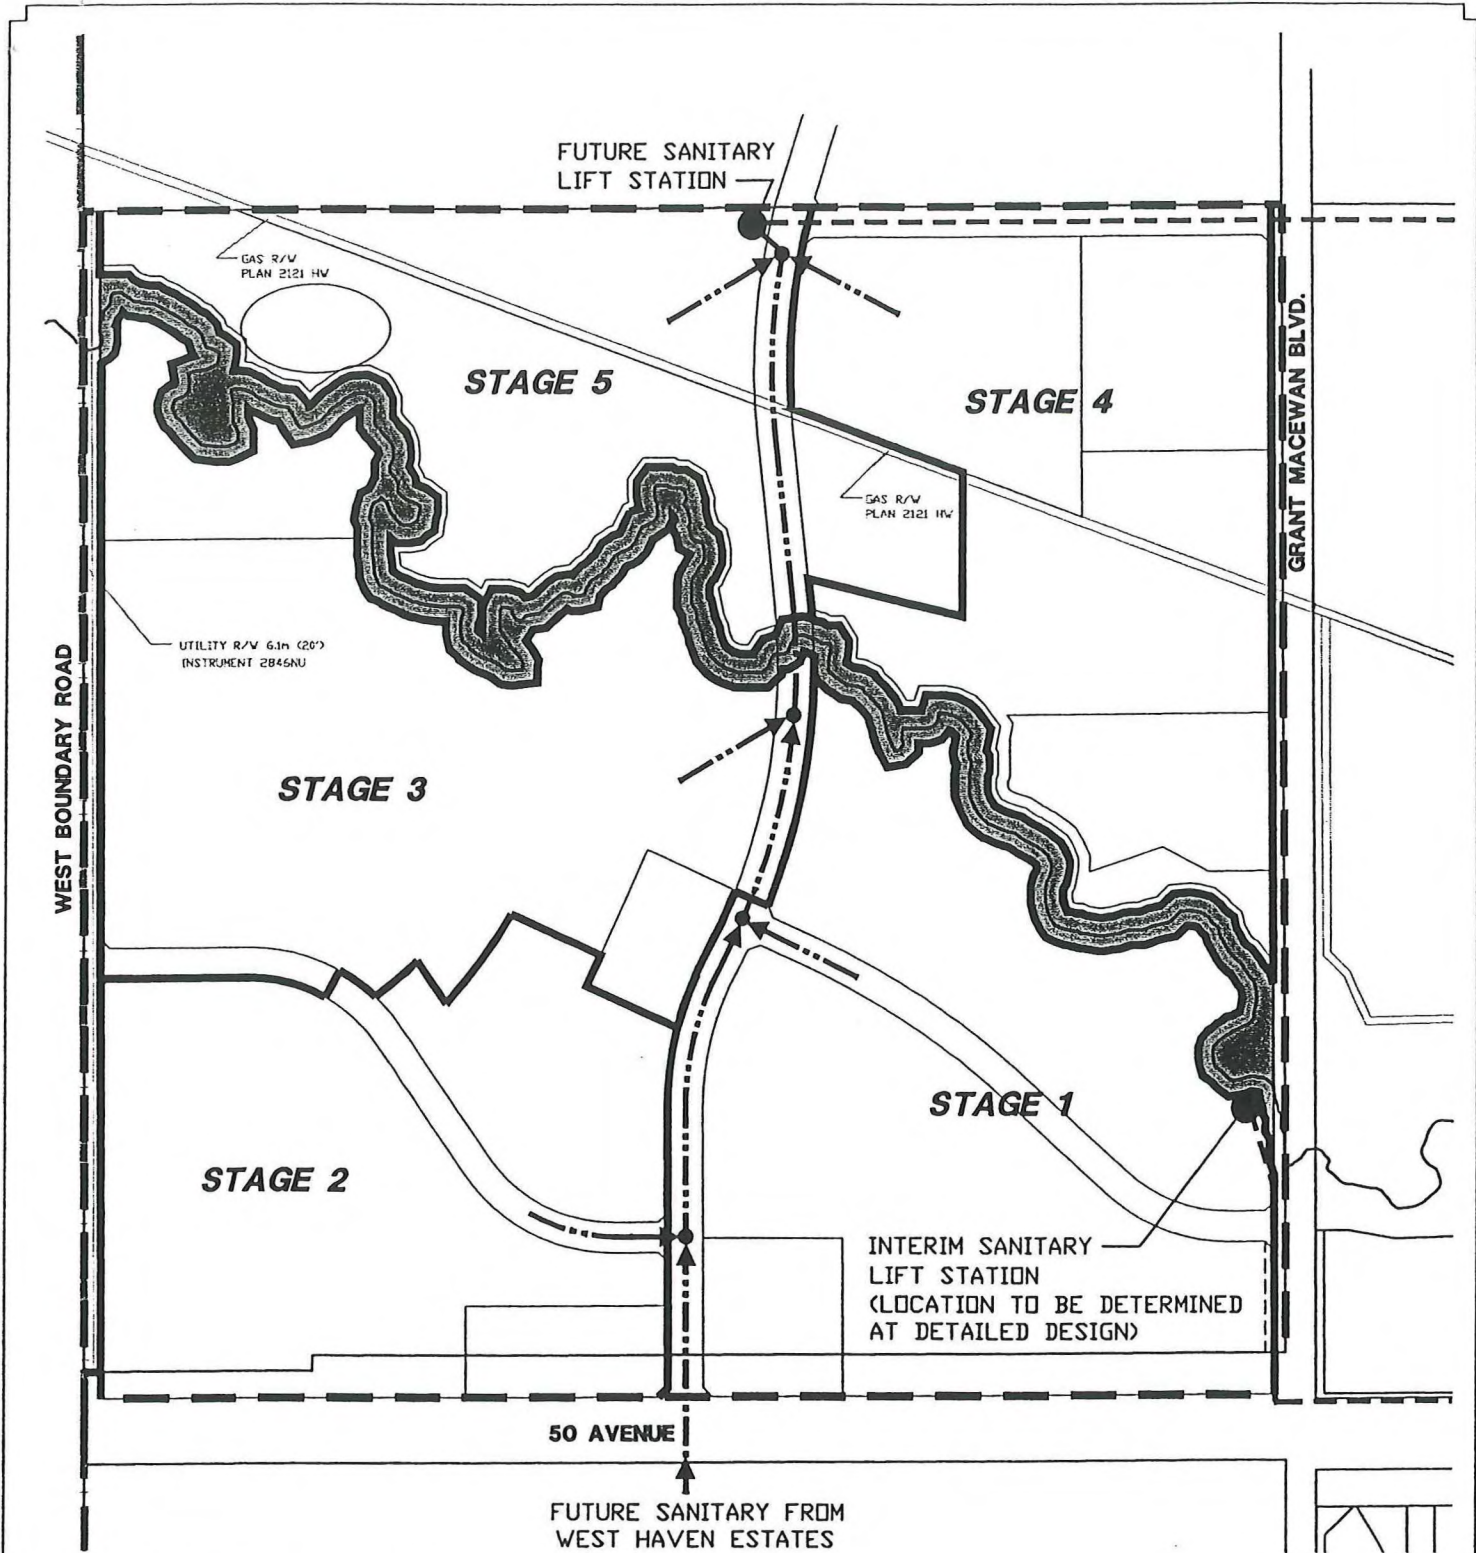 FUTURE SANITARY
LIFT STATION
GAS R/W
PLAN 2121 HW
STAGE 5
STAGE 4
GRANT MACEWAN BLVD.
GAS R/W
PLAN 2121 HW
UTILITY R/W 6.1m (20')
INSTRUMENT 2846NU
WEST BOUNDARY ROAD
STAGE 3
STAGE 1
STAGE 2
INTERIM SANITARY
LIFT STATION
(LOCATION TO BE DETERMINED
AT DETAILED DESIGN)
50 AVENUE
FUTURE SANITARY FROM
WEST HAVEN ESTATES